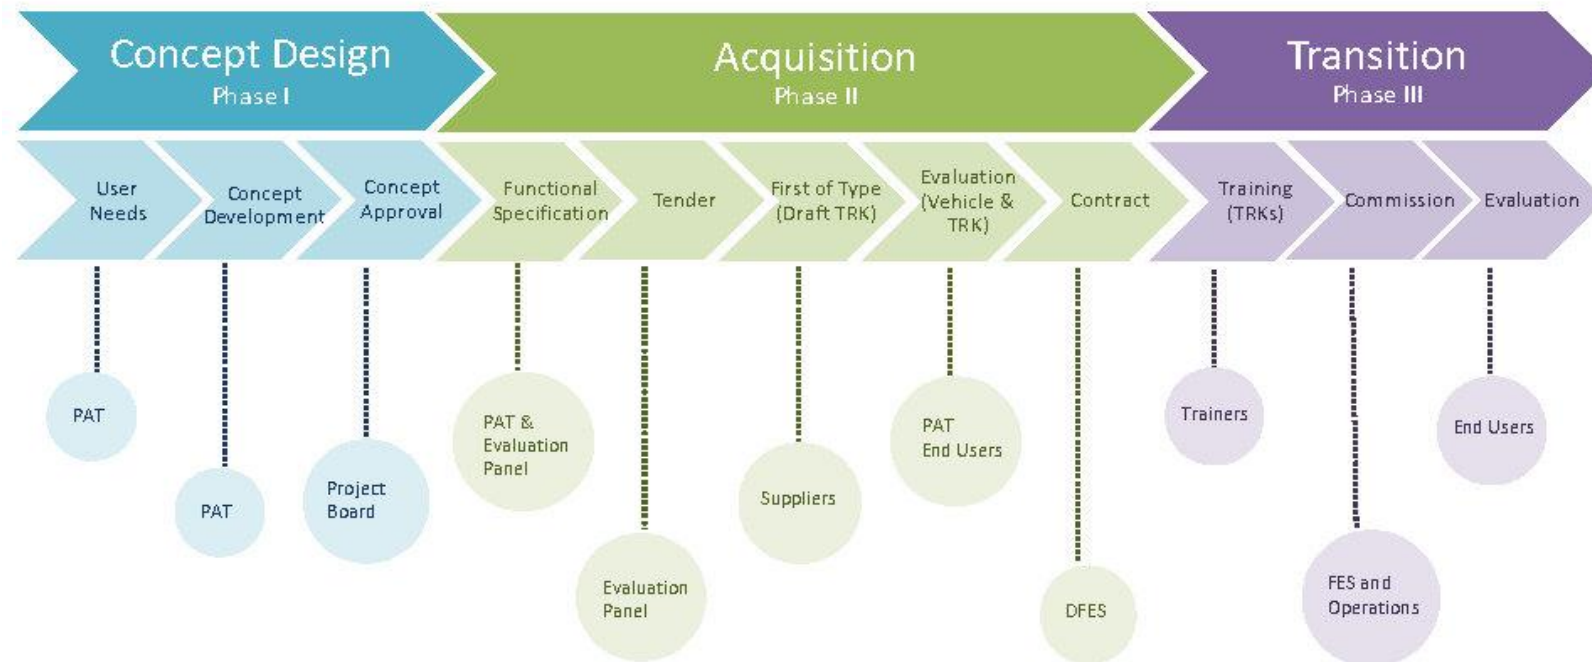 Concept Design
Phase I
Acquisition
Phase II
Transition
Phase III
User
Needs
Concept
Development
Concept
Approval
Functional
Specification
Tender
First of Type
(Draft TRK)
Evaluation
(Vehicle &
TRK)
Contract
Training
(TRKs)
Commission
Evaluation
PAT
PAT
Project
Board
PAT &
Evaluation
Panel
Evaluation
Panel
Suppliers
PAT
End Users
DFES
Trainers
FES and
Operations
End Users